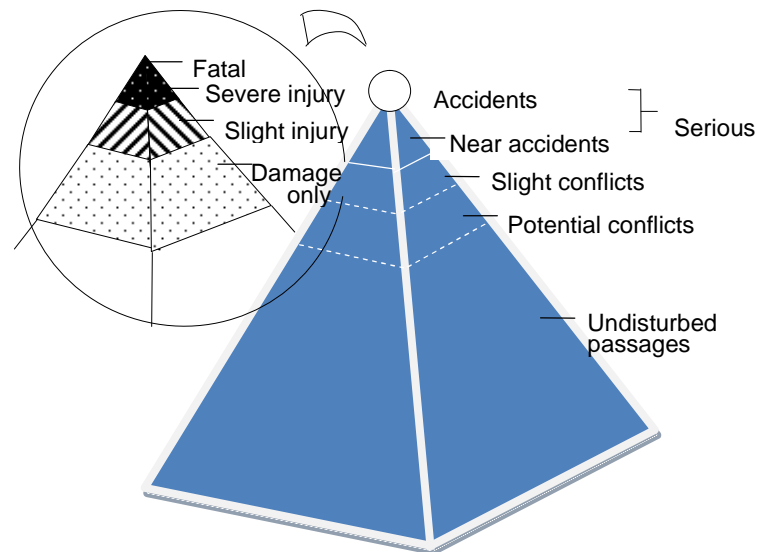 Fatal
Severe injury
Slight injury
Damage
only
Accidents
Serious
Near accidents
Slight conflicts
Potential conflicts
Undisturbed
passages